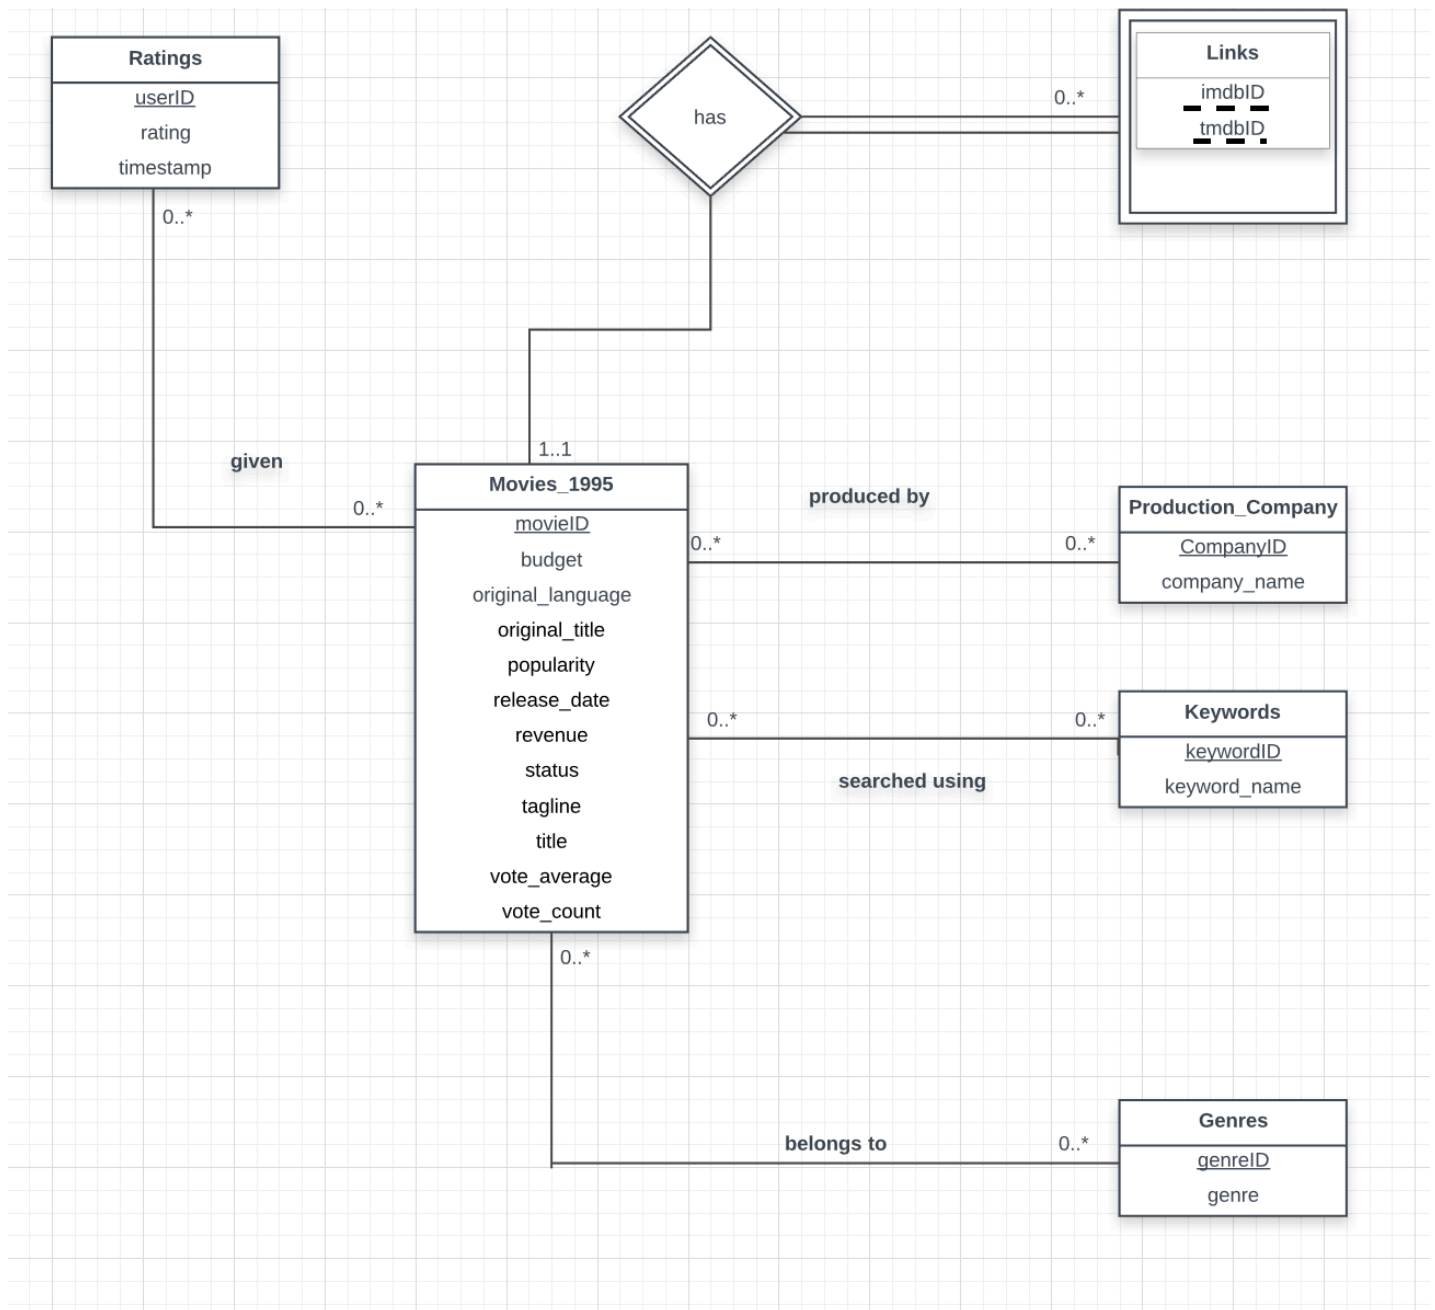 Ratings
userID
rating
timestamp
0..*
has
0..*
Links
imdbID
tmdbID
given
0..*
1..1
Movies_1995
movieID
budget
original_language
original_title
popularity
release_date
revenue
status
tagline
title
vote_average
vote_count
produced by
0..*
0..*
Production_Company
CompanyID
company_name
0..*
0..*
searched using
Keywords
keywordID
keyword_name
0..*
belongs to
0..*
Genres
genreID
genre